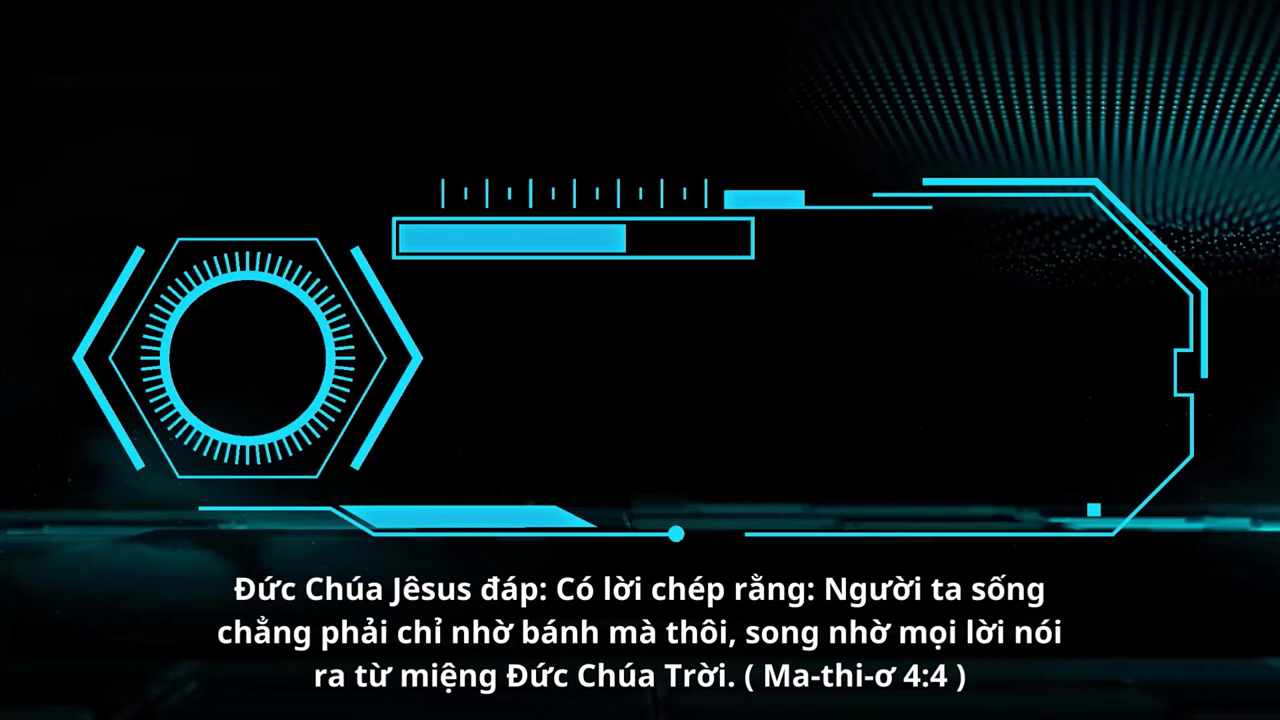 Đức Chúa Jêsus đáp: Có lời chép rằng: Người ta sống
chẳng phải chỉ nhờ bánh mà thôi, song nhờ mọi lời nói
ra từ miệng Đức Chúa Trời. ( Ma-thi-ơ 4:4 )